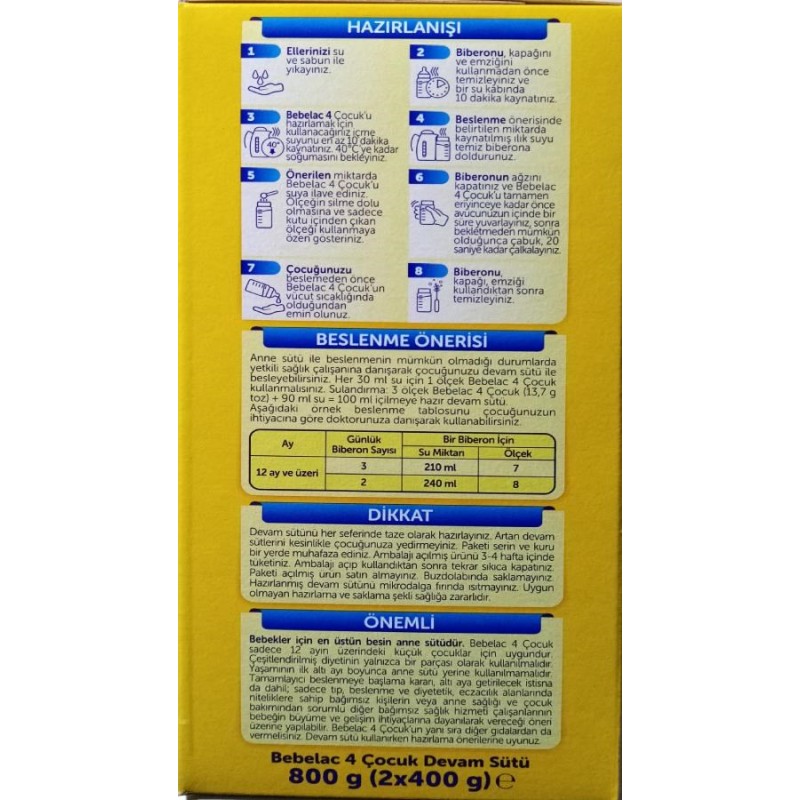 HAZIRLANIŞI
1
Ellerinizi su
ve sabun ile
yıkayınız.
2
Biberonu, kapağını
ve emziğini
kullanmadan önce
temizleyiniz ve
bir su kabında
10 dakika kaynatınız.
3
Bebelac 4 Çocuk'u
hazırlamak için
kullanacağınız içme
suyunu en az 10 dakika
kaynatınız. 40°C'ye kadar
soğumasını bekleyiniz.
40°
4
Beslenme önerisinde
belirtilen miktarda
kaynatılmış ılık suyu
temiz biberona
doldurunuz.
5
Önerilen miktarda
Bebelac 4 Çocuk'u
suya ilave ediniz.
Ölçeğin silme dolu
olmasına ve sadece
kutu içinden çıkan
ölçeği kullanmaya
özen gösteriniz.
6
Biberonun ağzını
kapatınız ve Bebelac
4 Çocuk'u tamamen
eriyinceye kadar önce
avucunuzun içinde bir
süre yuvarlayınız, sonra
bekletmeden mümkün
olduğunca çabuk, 20
saniye kadar çalkalayınız.
7
Çocuğunuzu
beslemeden önce
Bebelac 4 Çocuk'un
vücut sıcaklığında
olduğundan
emin olunuz.
8
Biberonu,
kapağı, emziği
kullandıktan sonra
temizleyiniz.
BESLENME ÖNERİSİ
Anne sütü ile beslenmenin mümkün olmadığı durumlarda
yetkili sağlık çalışanına danışarak çocuğunuzu devam sütü ile
besleyebilirsiniz. Her 30 ml su için 1 ölçek Bebelac 4 Çocuk
kullanmalısınız. Sulandırma: 3 ölçek Bebelac 4 Çocuk (13,7 g
toz) + 90 ml su = 100 ml içilmeye hazır devam sütü.
Aşağıdaki örnek beslenme tablosunu çocuğunuzun
ihtiyacına göre doktorunuza danışarak kullanabilirsiniz.
Ay
Günlük
Biberon Sayısı
Bir Biberon İçin
Su Miktarı
Ölçek
12 ay ve üzeri
3
210 ml
7
2
240 ml
8
DİKKAT
Devam sütünü her seferinde taze olarak hazırlayınız. Artan devam
sütlerini kesinlikle çocuğunuza yedirmeyiniz. Paketi serin ve kuru
bir yerde muhafaza ediniz. Ambalajı açılmış ürünü 3-4 hafta içinde
tüketiniz. Ambalajı açıp kullandıktan sonra tekrar sıkıca kapatınız.
Paketi açılmış ürün satın almayınız. Buzdolabında saklamayınız.
Hazırlanmış devam sütünü mikrodalga fırında ısıtmayınız. Uygun
olmayan hazırlama ve saklama şekli sağlığa zararlıdır.
ÖNEMLİ
Bebekler için en üstün besin anne sütüdür. Bebelac 4 Çocuk
sadece 12 ayın üzerindeki küçük çocuklar için uygundur.
Çeşitlendirilmiş diyetinin yalnızca bir parçası olarak kullanılmalıdır.
Yaşamının ilk altı ayı boyunca anne sütü yerine kullanılmamalıdır.
Tamamlayıcı beslenmeye başlama kararı, altı aya getirilecek istisna
da dahil; sadece tıp, beslenme ve diyetetik, eczacılık alanlarında
niteliklere sahip bağımsız kişilerin veya anne sağlığı ve çocuk
bakımından sorumlu diğer bağımsız sağlık hizmeti çalışanlarının
bebeğin büyüme ve gelişim ihtiyaçlarına dayanılarak vereceği öneri
üzerine yapılabilir. Bebelac 4 Çocuk'un yanı sıra diğer gıdalardan da
vermelisiniz. Devam sütü kullanırken hazırlama önerilerine uyunuz.
Bebelac 4 Çocuk Devam Sütü
800 g (2x400 g) ℮